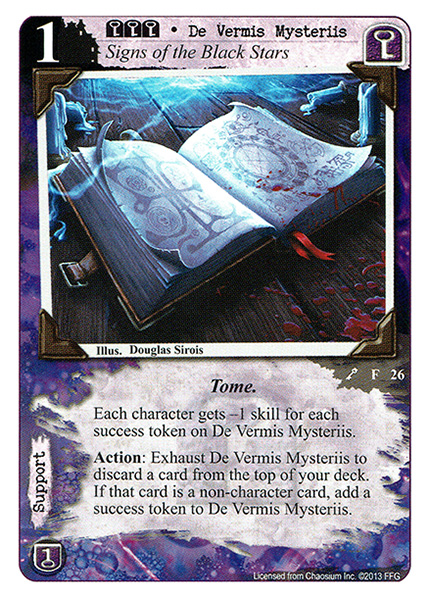 1
• De Vermis Mysteriis
Signs of the Black Stars
Illus. Douglas Sirois
F 26
Tome.
Each character gets –1 skill for each
success token on De Vermis Mysteriis.
Action: Exhaust De Vermis Mysteriis to
discard a card from the top of your deck.
If that card is a non-character card, add a
success token to De Vermis Mysteriis.
Support
1
Licensed from Chaosium Inc. ©2013 FFG